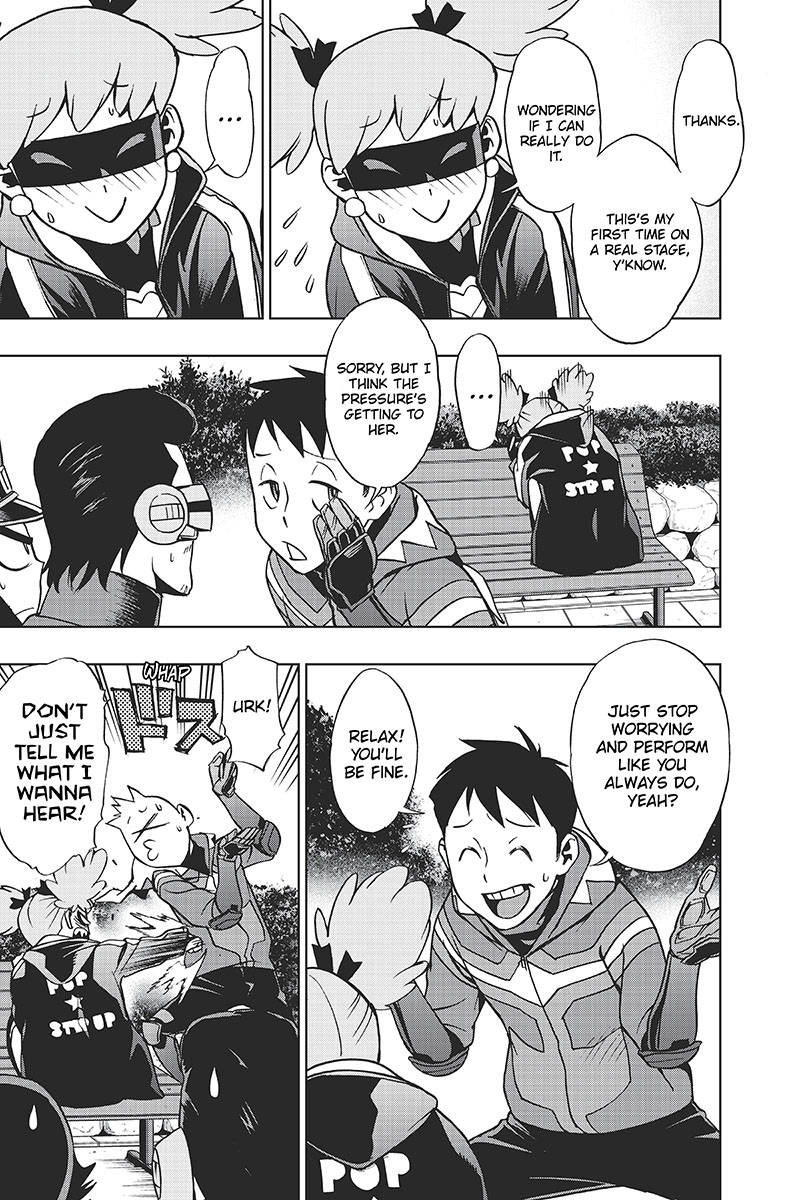 THANKS.
WONDERING
IF I CAN
REALLY DO
IT.
THIS'S MY
FIRST TIME ON
A REAL STAGE,
Y'KNOW.
...
...
SORRY, BUT I
THINK THE
PRESSURE'S
GETTING TO
HER.
POP
★
STEP
JUST STOP
WORRYING
AND PERFORM
LIKE YOU
ALWAYS DO,
YEAH?
RELAX!
YOU'LL
BE FINE.
POP
URK!
WHAP
ドス
DON'T
JUST
TELL ME
WHAT I
WANNA
HEAR!
POP
★
STEP UP